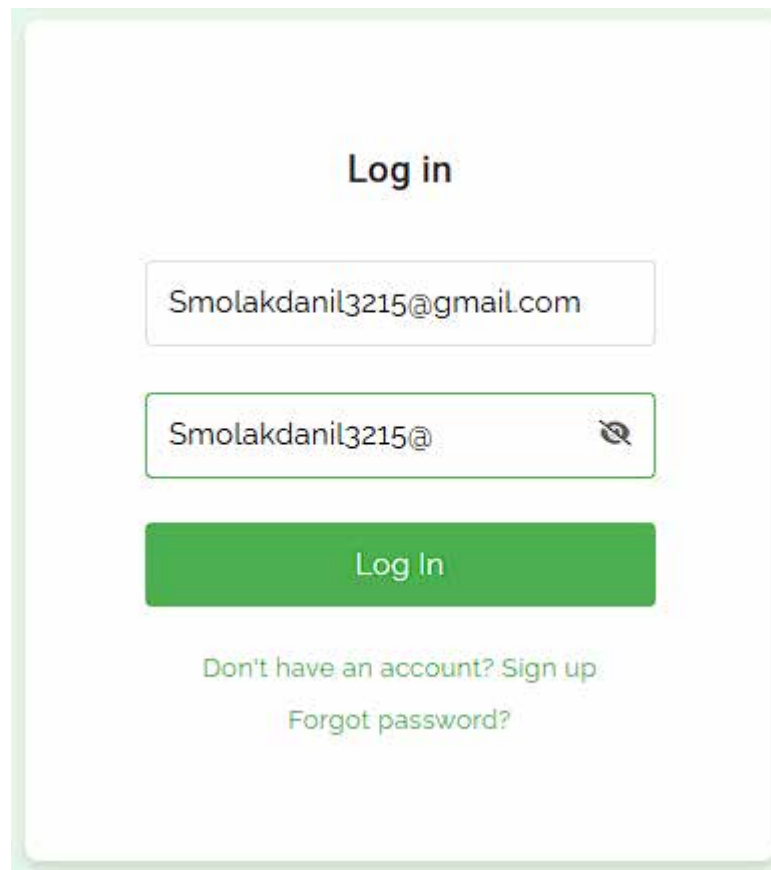 Log in
Smolakdanil3215@gmail.com
Smolakdanil3215@
Log In
Don't have an account? Sign up
Forgot password?